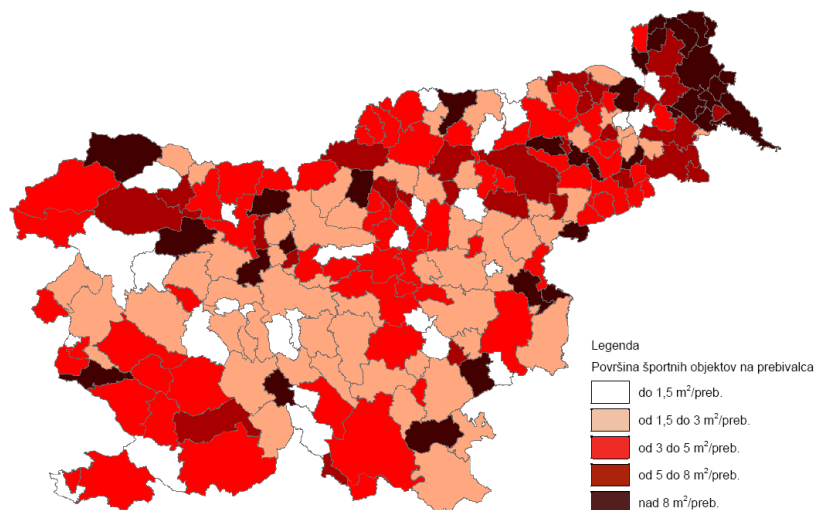 Legenda
Površina športnih objektov na prebivalca
do 1,5 m²/preb.
od 1,5 do 3 m²/preb.
od 3 do 5 m²/preb.
od 5 do 8 m²/preb.
nad 8 m²/preb.